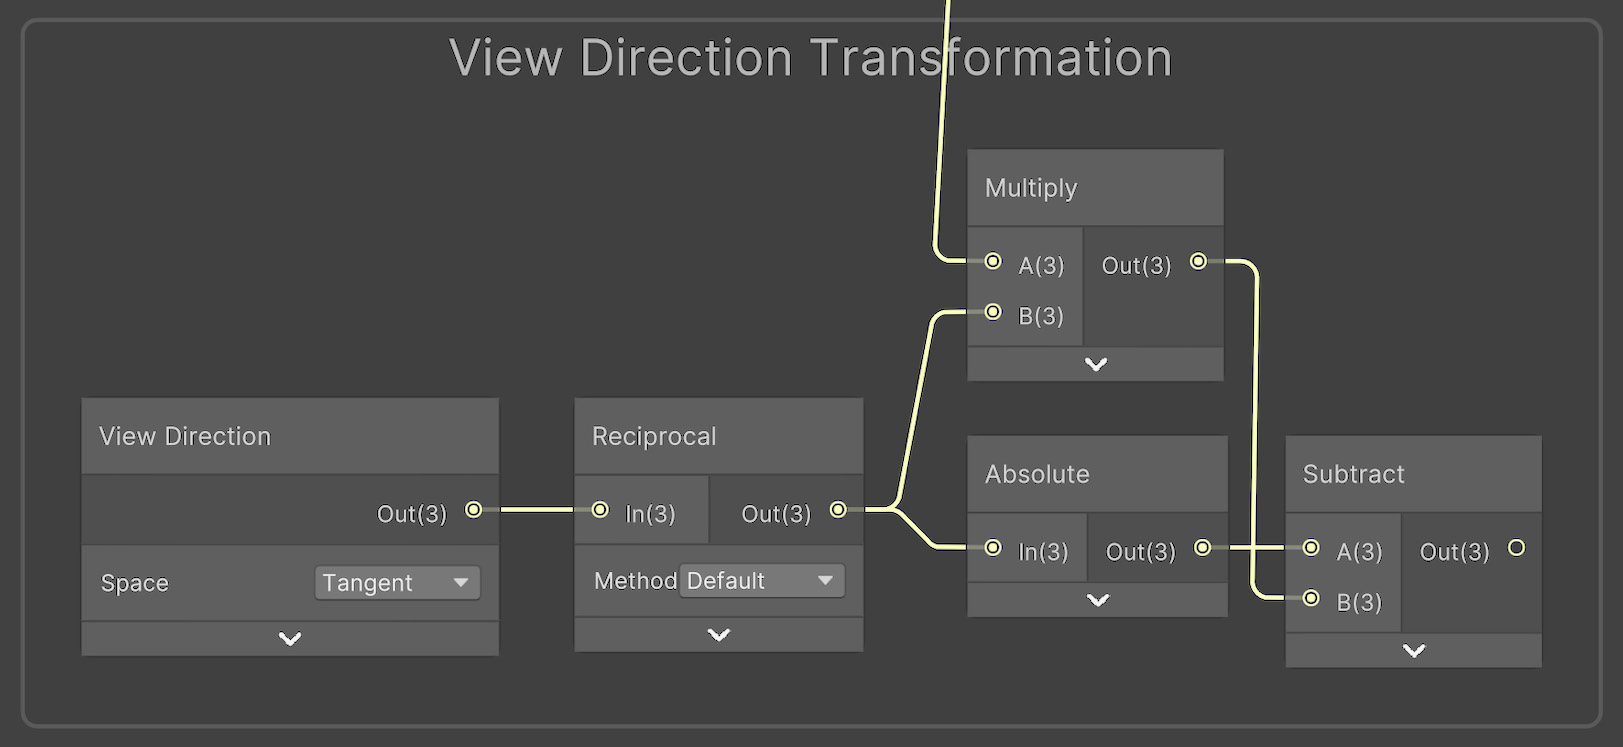 View Direction Transformation
Multiply
A(3) Out(3)
B(3)
View Direction
Out(3)
Space Tangent
Reciprocal
In(3) Out(3)
Method Default
Absolute
In(3) Out(3)
Subtract
A(3) Out(3)
B(3)